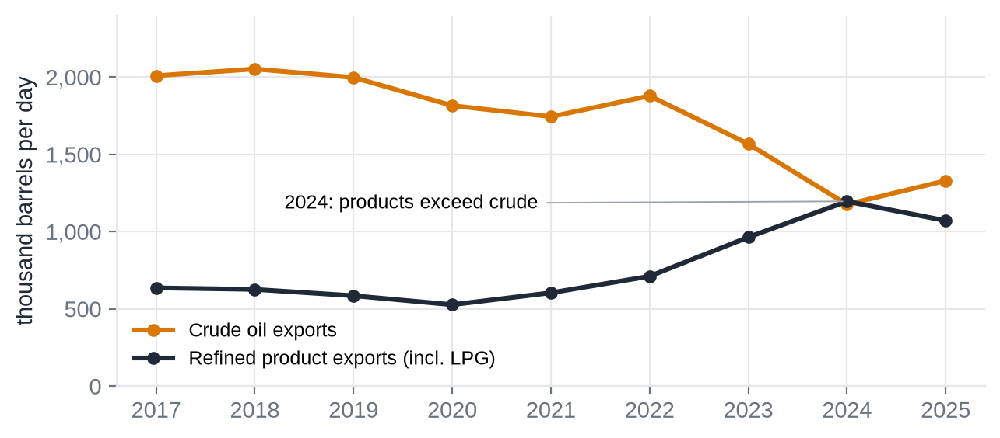 thousand barrels per day
2,000
1,500
1,000
500
0
2024: products exceed crude
Crude oil exports
Refined product exports (incl. LPG)
2017 2018 2019 2020 2021 2022 2023 2024 2025